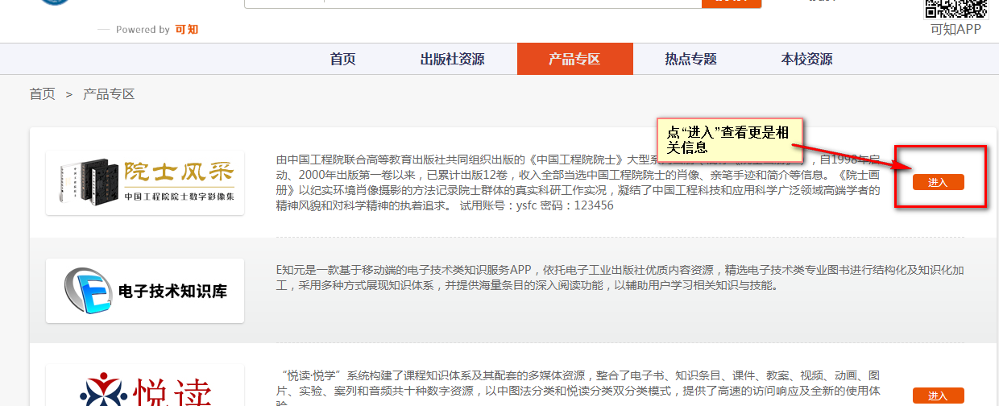 Powered by 可知
可知APP
首页 出版社资源 产品专区 热点专题 本校资源
首页 > 产品专区
点“进入”查看更是相
关信息
院士风采
中国工程院院士数字影像集
由中国工程院联合高等教育出版社共同组织出版的《中国工程院院士》大型系
，自1998年启
动、2000年出版第一卷以来，已累计出版12卷，收入全部当选中国工程院院士的肖像、亲笔手迹和简介等信息。《院士画
册》以纪实环境肖像摄影的方法记录院士群体的真实科研工作实况，凝结了中国工程科技和应用科学广泛领域高端学者的
精神风貌和对科学精神的执着追求。 试用账号：ysfc 密码：123456
进入
电子技术知识库
E知元是一款基于移动端的电子技术类知识服务APP，依托电子工业出版社优质内容资源，精选电子技术类专业图书进行结构化及知识化加
工，采用多种方式展现知识体系，并提供海量条目的深入阅读功能，以辅助用户学习相关知识与技能。
悦读
“悦读·悦学”系统构建了课程知识体系及其配套的多媒体资源，整合了电子书、知识条目、课件、教案、视频、动画、图
片、实验、案列和音频共十种数字资源，以中图法分类和悦读分类双分类模式，提供了高速的访问响应及全新的使用体
进入